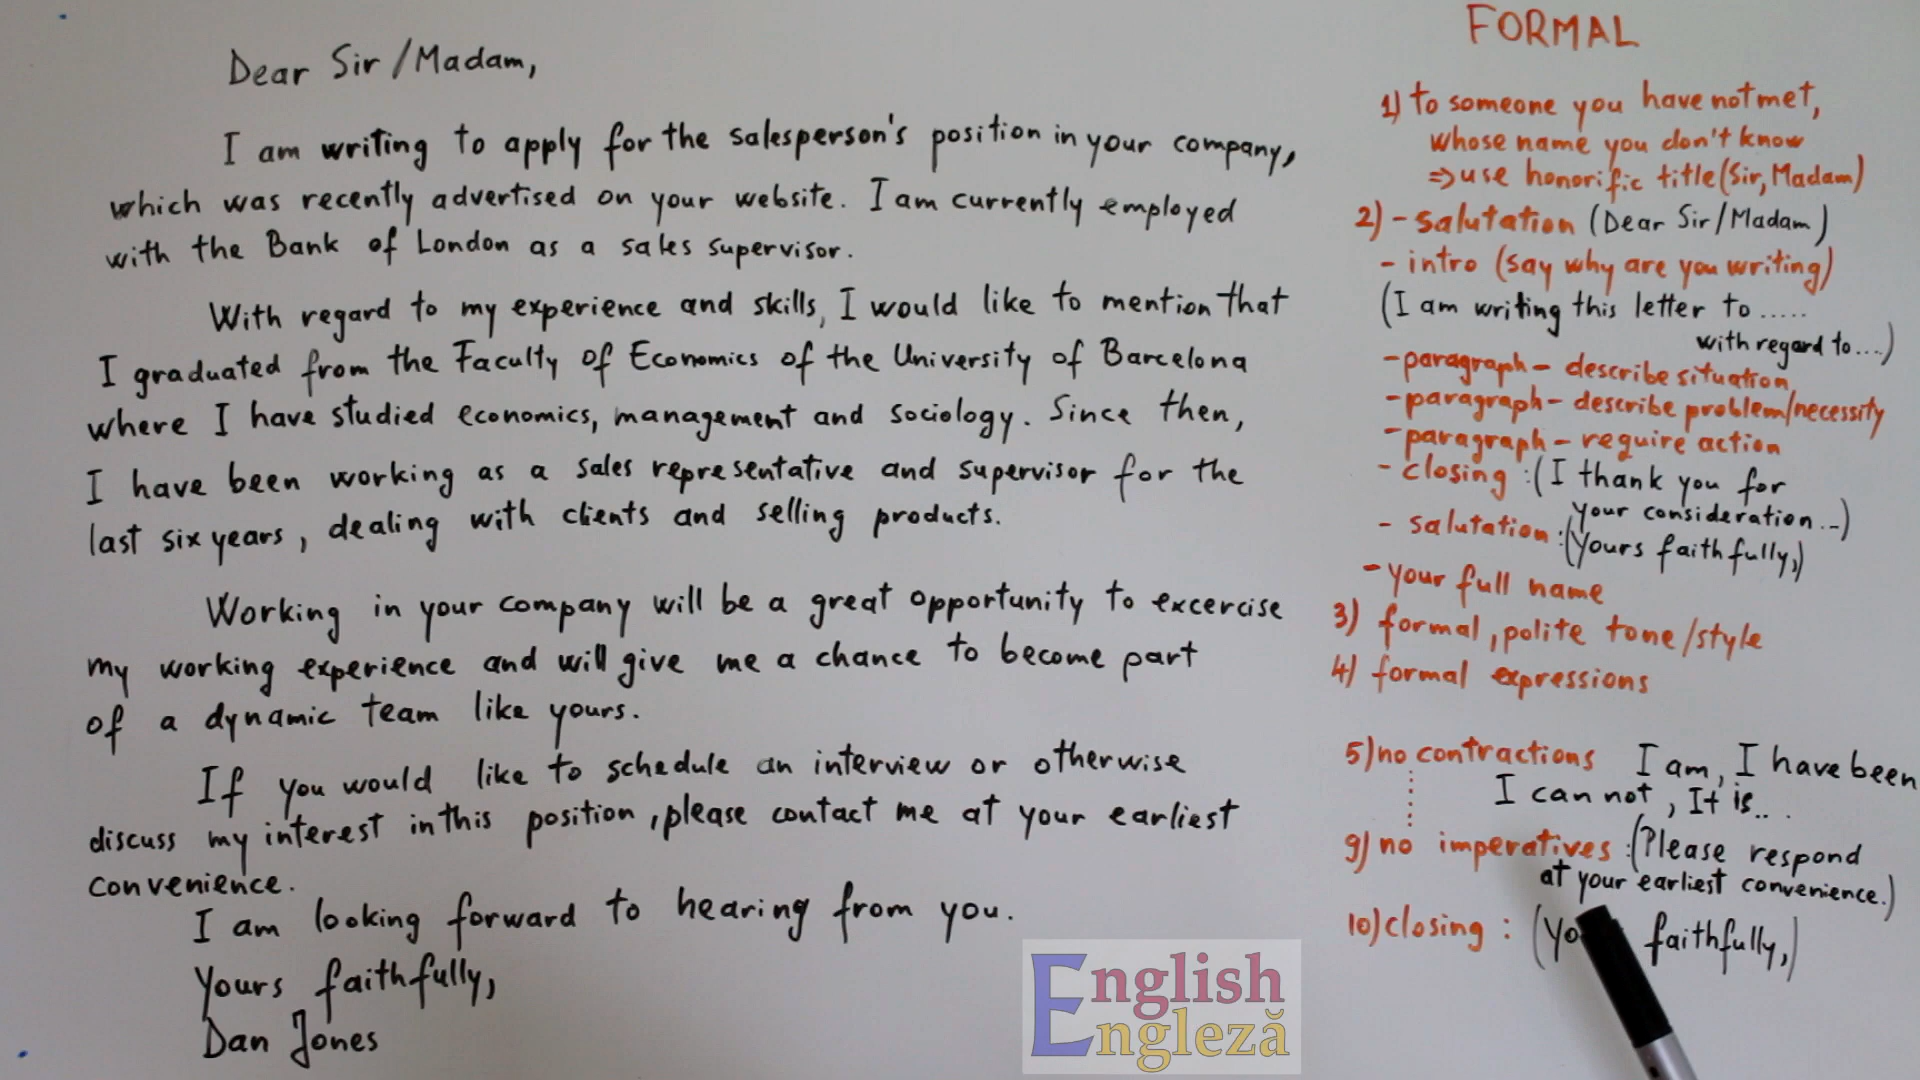 Dear Sir/Madam,
I am writing to apply for the salesperson's position in your company,
which was recently advertised on your website. I am currently employed
with the Bank of London as a sales supervisor.
With regard to my experience and skills, I would like to mention that
I graduated from the Faculty of Economics of the University of Barcelona
where I have studied economics, management and sociology. Since then,
I have been working as a sales representative and supervisor for the
last six years, dealing with clients and selling products.
Working in your company will be a great opportunity to excercise
my working experience and will give me a chance to become part
of a dynamic team like yours.
If you would like to schedule an interview or otherwise
discuss my interest in this position, please contact me at your earliest
convenience.
I am looking forward to hearing from you.
Yours faithfully,
Dan Jones
FORMAL
1) to someone you have not met,
whose name you don't know
=> use honorific title (Sir, Madam)
2) - salutation (Dear Sir/Madam)
- intro (say why are you writing)
(I am writing this letter to .....
with regard to....)
- paragraph - describe situation
- paragraph - describe problem/necessity
- paragraph - require action
- closing : (I thank you for
your consideration...)
- salutation : (Yours faithfully,)
- your full name
3) formal, polite tone/style
4) formal expressions
5) no contractions I am, I have been
I can not, It is...
9) no imperatives : (Please respond
at your earliest convenience.)
10) closing : (Yo faithfully,)
English
Engleză